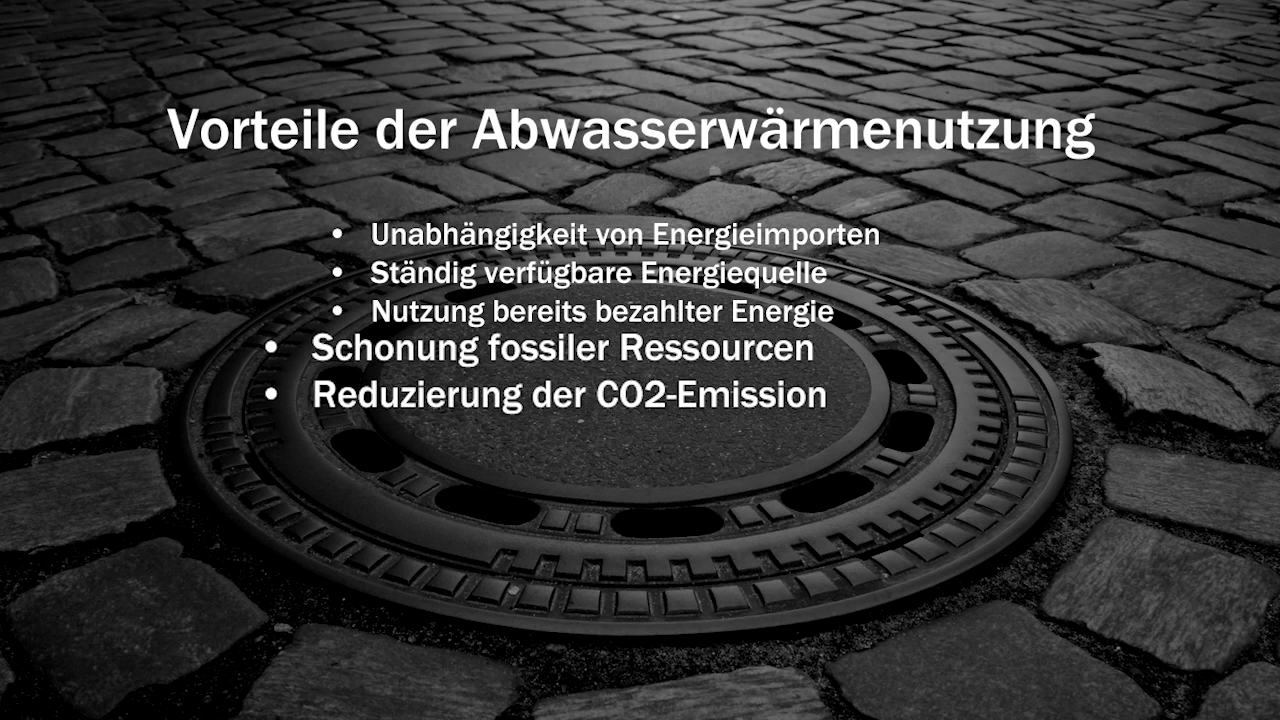 Vorteile der Abwasserwärmenutzung
• Unabhängigkeit von Energieimporten
• Ständig verfügbare Energiequelle
• Nutzung bereits bezahlter Energie
• Schonung fossiler Ressourcen
• Reduzierung der CO2-Emission